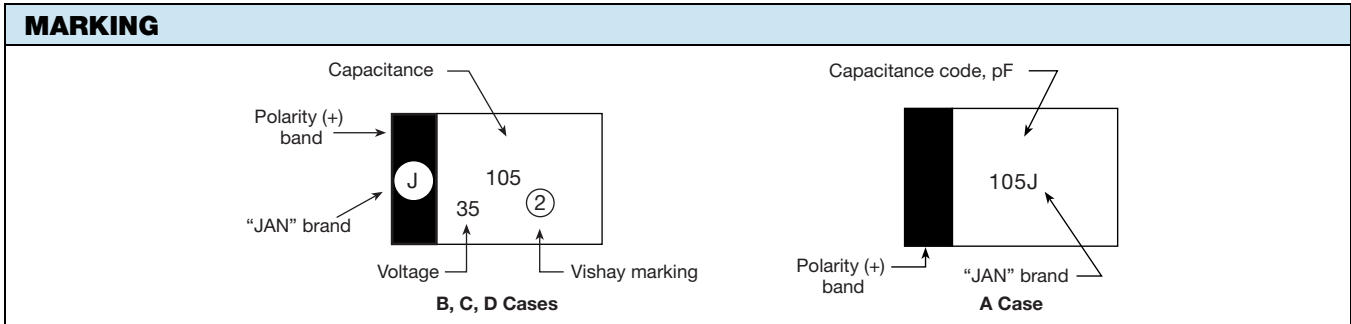 MARKING
Capacitance
Polarity (+)
band
J
105
35
2
"JAN" brand
Voltage
Vishay marking
B, C, D Cases
Capacitance code, pF
105J
Polarity (+)
band
“JAN” brand
A Case